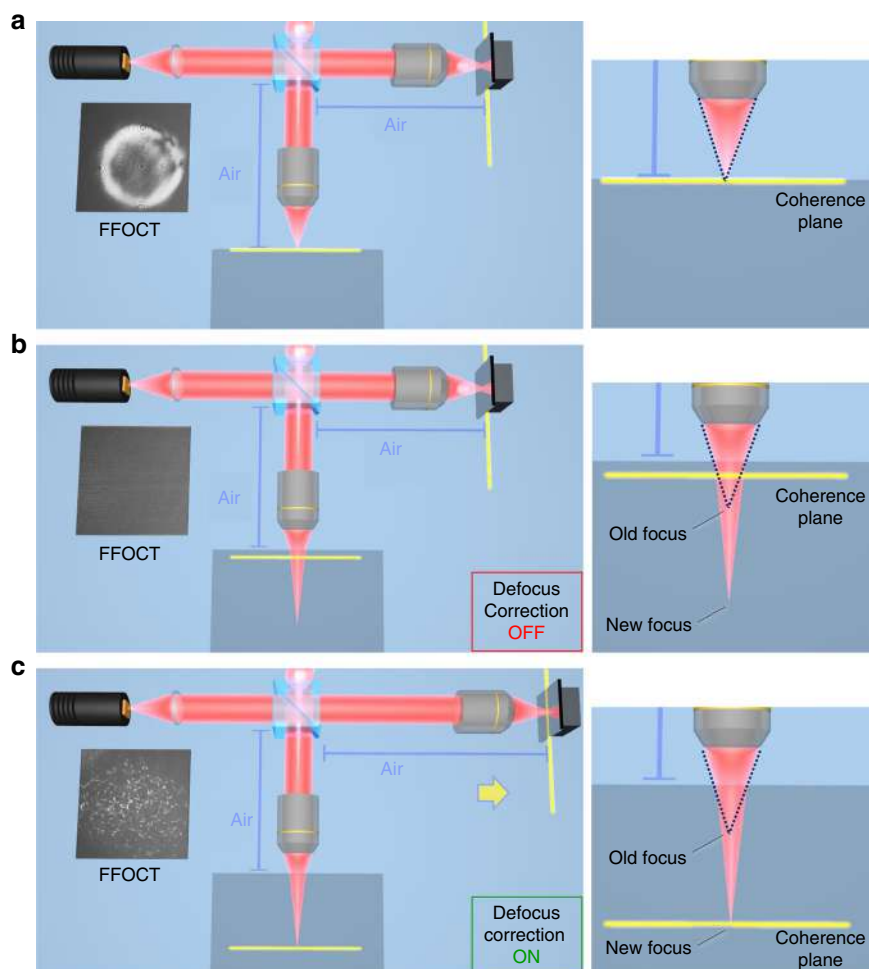 a
Air
Air
FFOCT
Coherence
plane
b
Air
Air
FFOCT
Defocus
Correction
OFF
Coherence
plane
Old focus
New focus
c
Air
Air
FFOCT
Defocus
correction
ON
Old focus
New focus
Coherence
plane